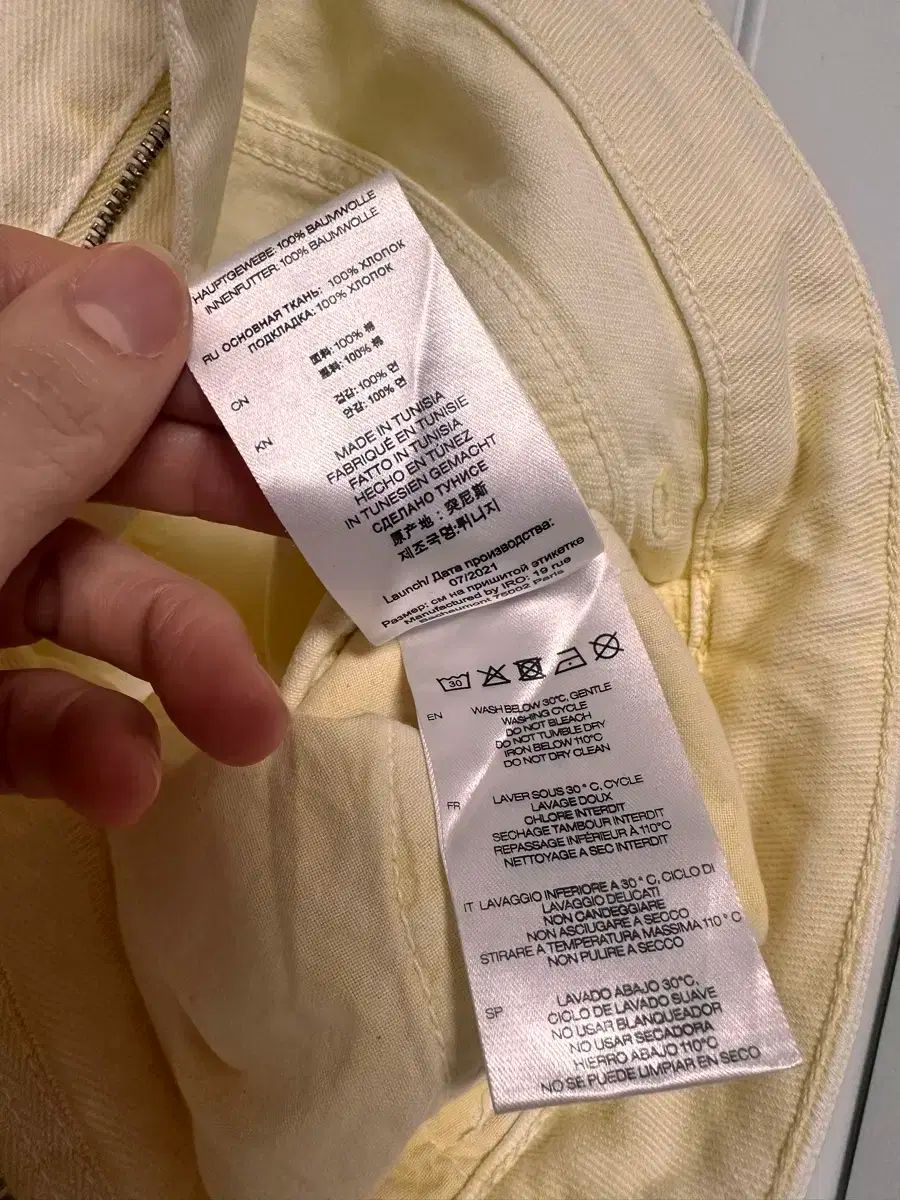 HAUPTGEWEBE: 100% BAUMWOLLE
INNENFUTTER: 100% BAUMWOLLE
RU ОСНОВНАЯ ТКАНЬ: 100% ХЛОПОК
ПОДКЛАДКА: 100% ХЛОПОК
CN
面料: 100% 棉
里料: 100% 棉
KN
겉감: 100% 면
안감: 100% 면
MADE IN TUNISIA
FABRIQUÉ EN TUNISIE
FATTO IN TUNISIA
HECHO EN TUNEZ
IN TUNESIEN GEMACHT
СДЕЛАНО ТУНИСЕ
原产地：突尼斯
제조국명:튀니지
Launch/ Дата производства:
07/2021
Размер: см на пришитой этикетке
Manufactured by IRO: 19 rue
75002 Paris
30
EN WASH BELOW 30°C, GENTLE
WASHING CYCLE
DO NOT BLEACH
DO NOT TUMBLE DRY
IRON BELOW 110°C
DO NOT DRY CLEAN
FR LAVER SOUS 30 ° C, CYCLE
LAVAGE DOUX
CHLORE INTERDIT
SECHAGE TAMBOUR INTERDIT
REPASSAGE INFÉRIEUR À 110°C
NETTOYAGE A SEC INTERDIT
IT LAVAGGIO INFERIORE A 30 ° C, CICLO DI
LAVAGGIO DELICATI
NON CANDEGGIARE
NON ASCIUGARE A SECCO
STIRARE A TEMPERATURA MASSIMA 110 ° C
NON PULIRE A SECCO
SP LAVADO ABAJO 30°C,
CICLO DE LAVADO SUAVE
NO USAR BLANQUEADOR
NO USAR SECADORA
HIERRO ABAJO 110°C
NO SE PUEDE LIMPIAR EN SECO